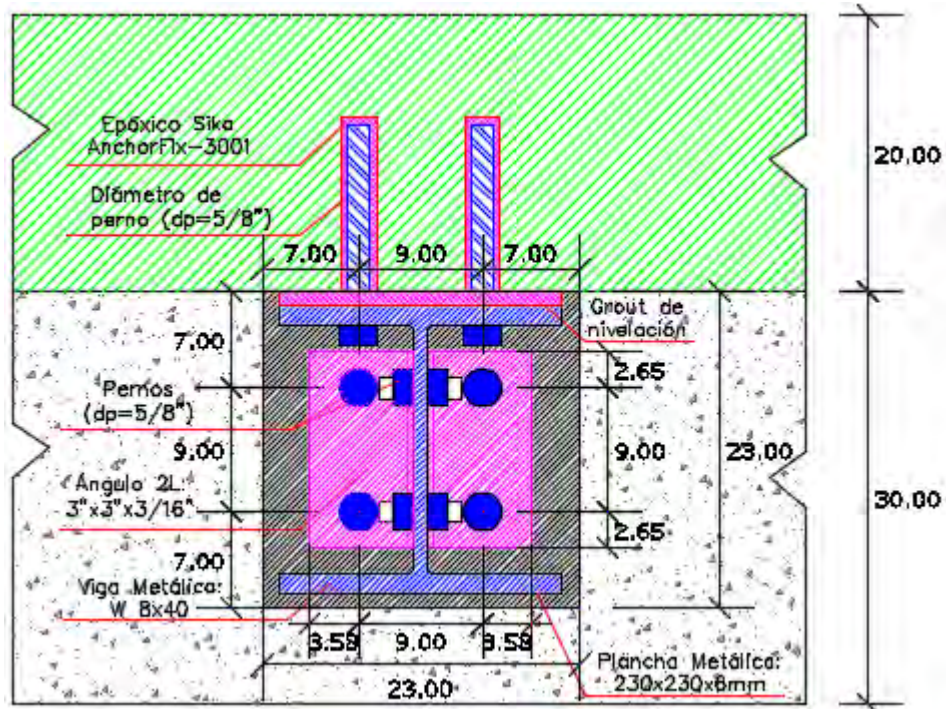 Epóxico Sika
AnchorFix-3001
20.00
Diámetro de
perno (dp=5/8")
7.00 9.00 7.00
Grout de
nivelación
7.00
2.65
Pernos
(dp=5/8")
9.00
9.00
23.00
30.00
Ángulo 2L:
3"x3"x3/16"
2.65
7.00
Viga Metálica:
W 8x40
3.58 9.00 3.58
Plancha Metálica:
230x230x6mm
23.00